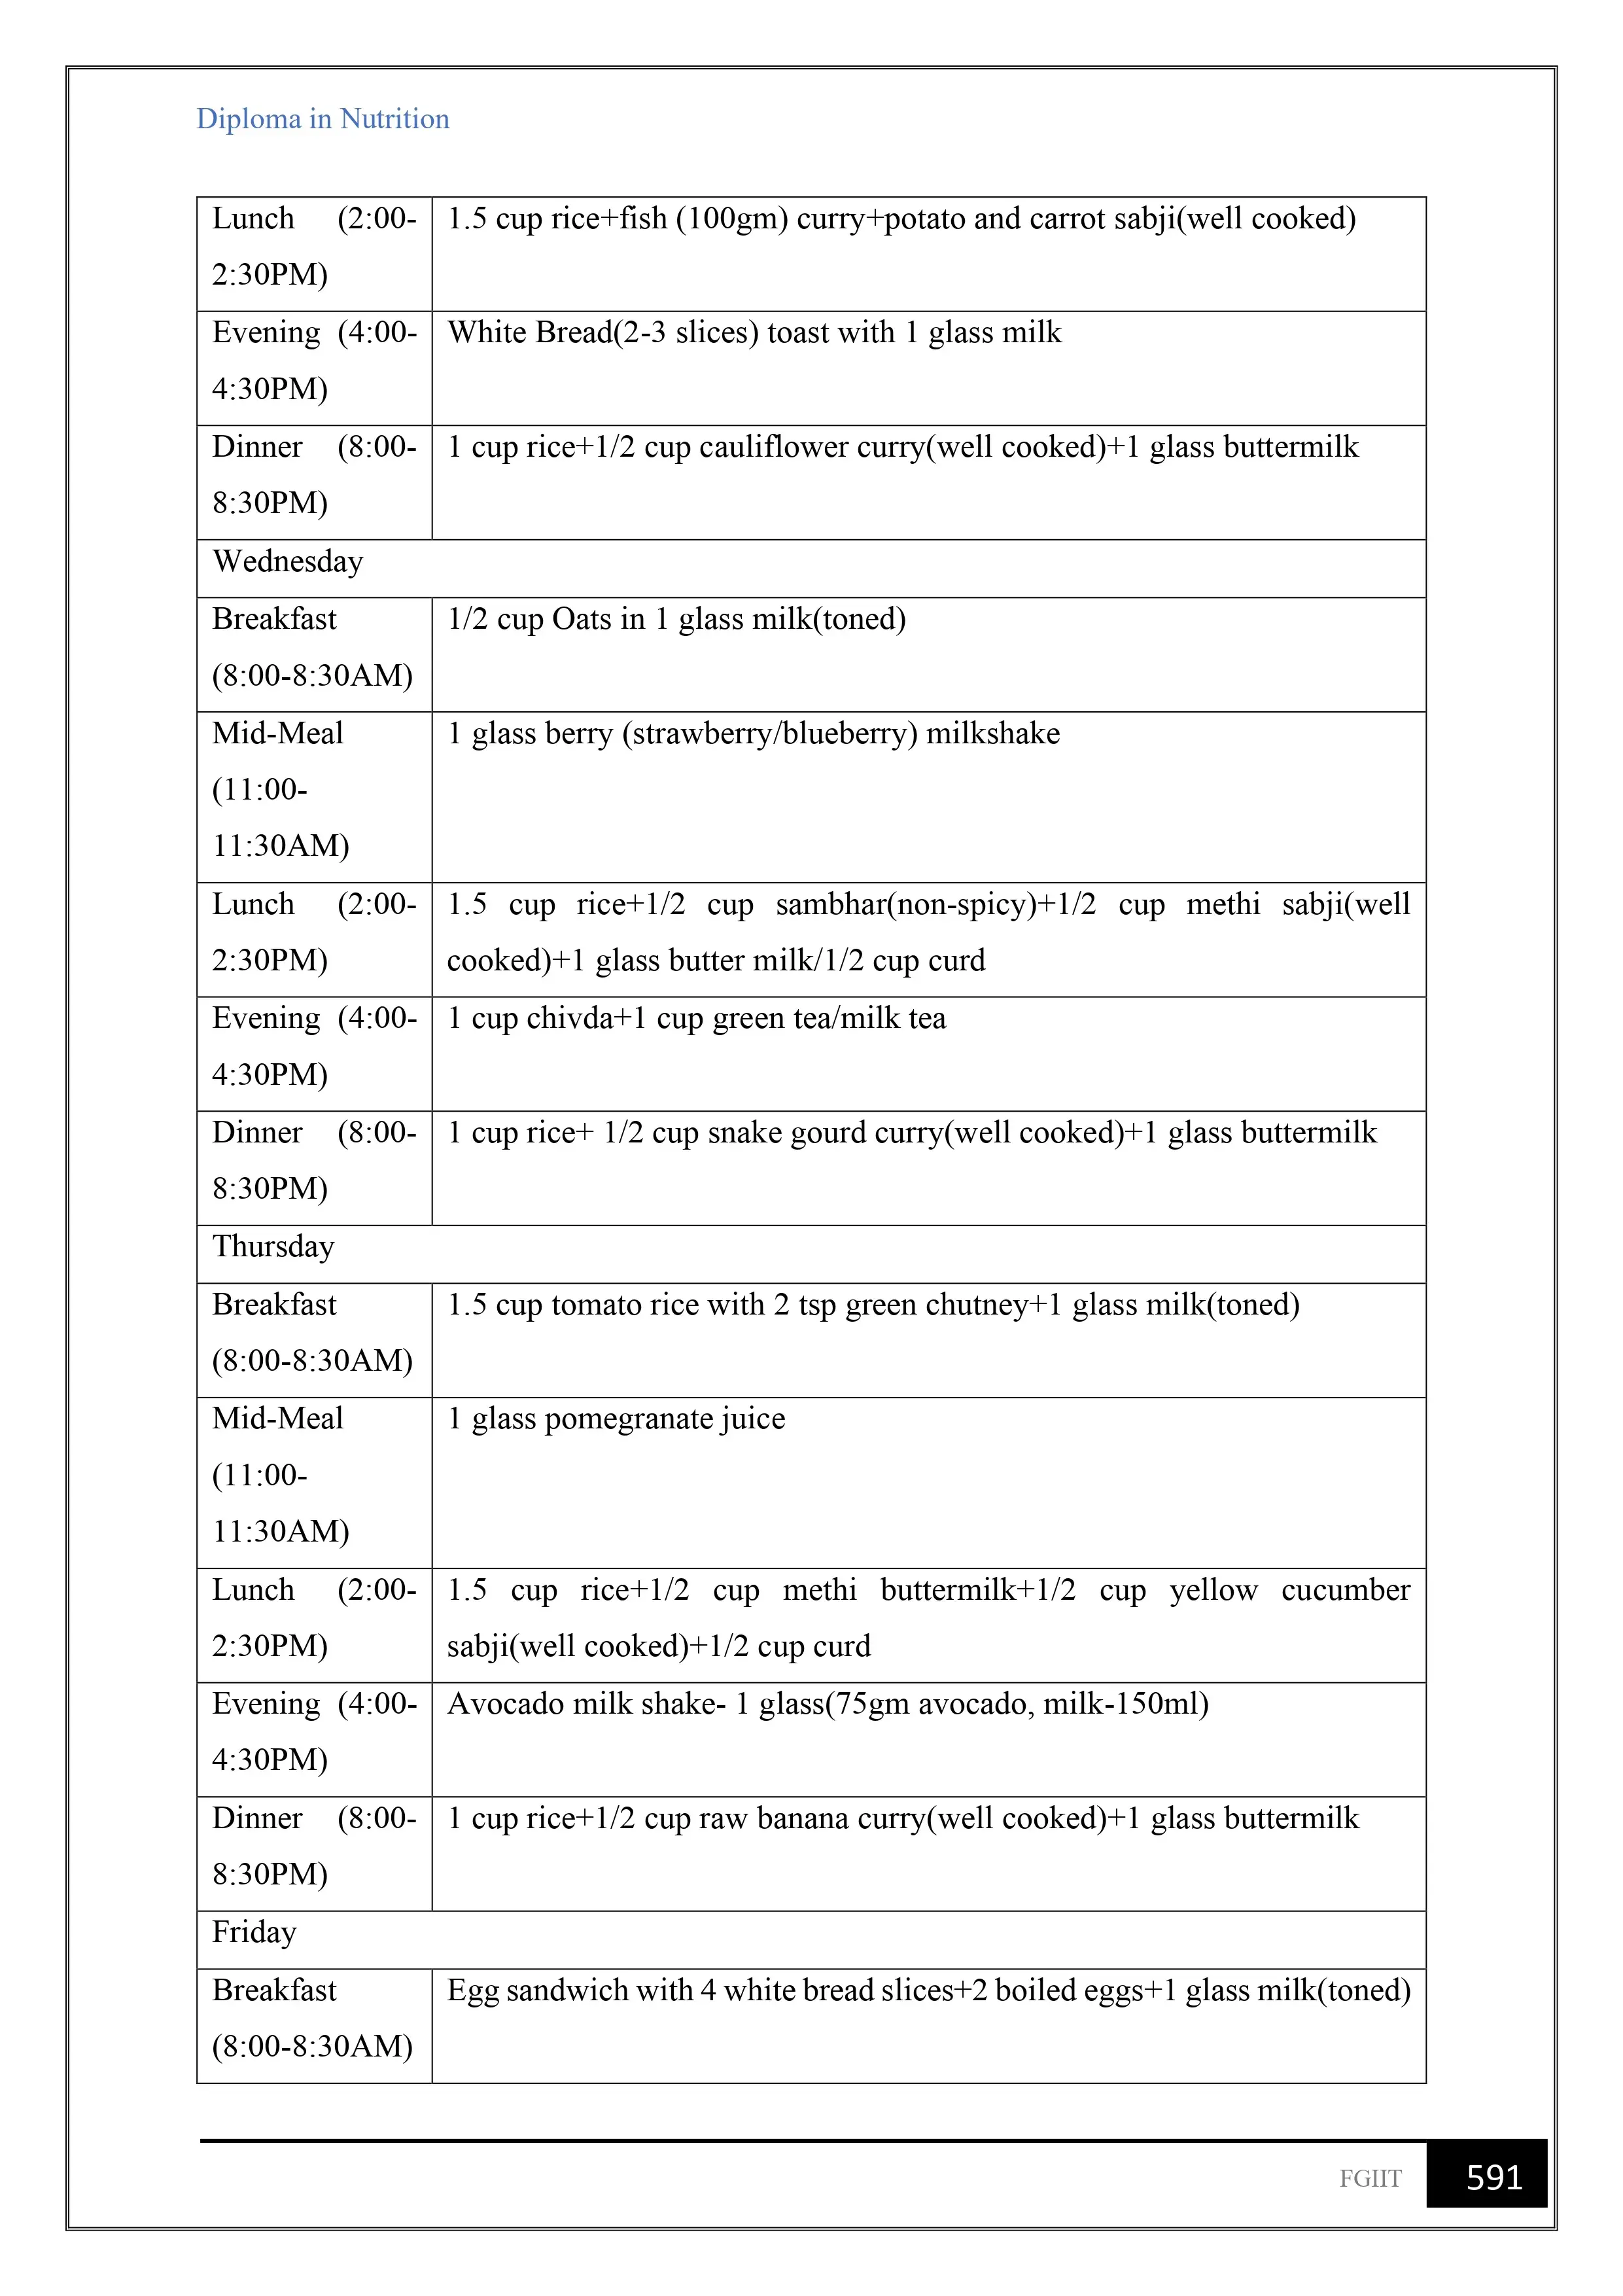 Diploma in Nutrition
Lunch (2:00-
2:30PM)
1.5 cup rice+fish (100gm) curry+potato and carrot sabji(well cooked)
Evening (4:00-
4:30PM)
White Bread(2-3 slices) toast with 1 glass milk
Dinner (8:00-
8:30PM)
1 cup rice+1/2 cup cauliflower curry(well cooked)+1 glass buttermilk
Wednesday
Breakfast
(8:00-8:30AM)
1/2 cup Oats in 1 glass milk(toned)
Mid-Meal
(11:00-
11:30AM)
1 glass berry (strawberry/blueberry) milkshake
Lunch (2:00-
2:30PM)
1.5 cup rice+1/2 cup sambhar(non-spicy)+1/2 cup methi sabji(well
cooked)+1 glass butter milk/1/2 cup curd
Evening (4:00-
4:30PM)
1 cup chivda+1 cup green tea/milk tea
Dinner (8:00-
8:30PM)
1 cup rice+ 1/2 cup snake gourd curry(well cooked)+1 glass buttermilk
Thursday
Breakfast
(8:00-8:30AM)
1.5 cup tomato rice with 2 tsp green chutney+1 glass milk(toned)
Mid-Meal
(11:00-
11:30AM)
1 glass pomegranate juice
Lunch (2:00-
2:30PM)
1.5 cup rice+1/2 cup methi buttermilk+1/2 cup yellow cucumber
sabji(well cooked)+1/2 cup curd
Evening (4:00-
4:30PM)
Avocado milk shake- 1 glass(75gm avocado, milk-150ml)
Dinner (8:00-
8:30PM)
1 cup rice+1/2 cup raw banana curry(well cooked)+1 glass buttermilk
Friday
Breakfast
(8:00-8:30AM)
Egg sandwich with 4 white bread slices+2 boiled eggs+1 glass milk(toned)
FGIIT
591